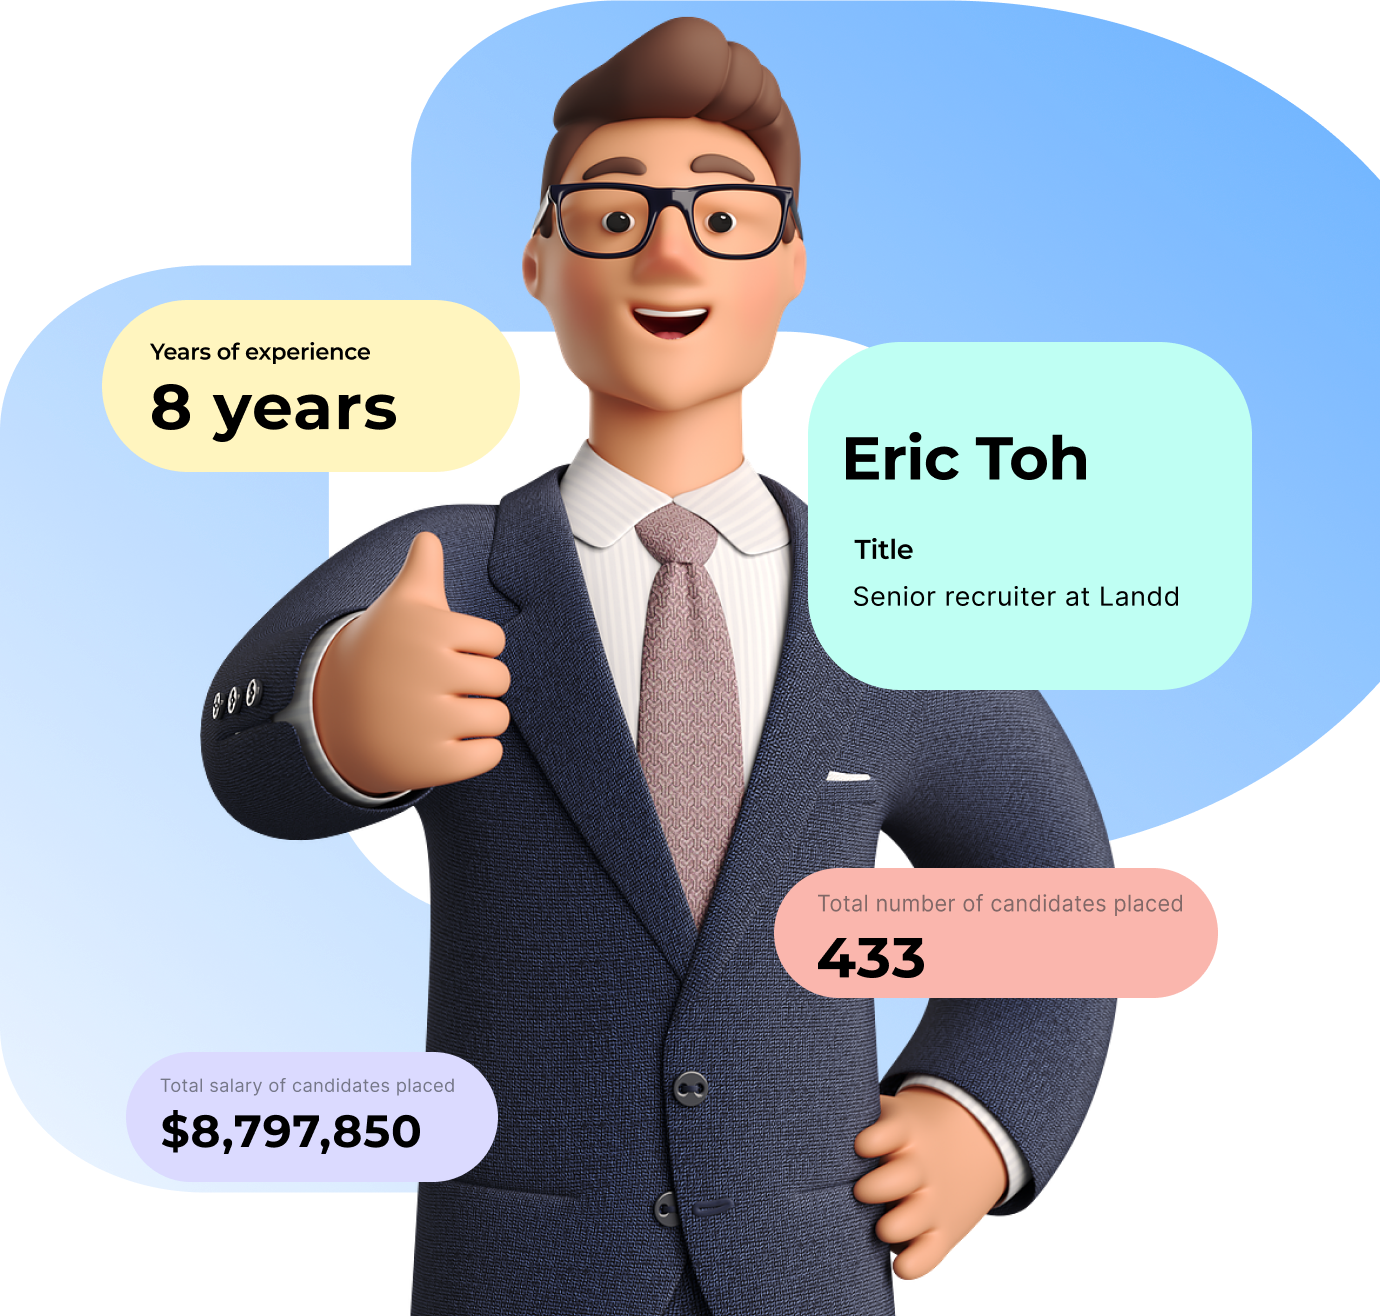 Years of experience
8 years
Eric Toh
Title
Senior recruiter at Landd
Total number of candidates placed
433
Total salary of candidates placed
$8,797,850